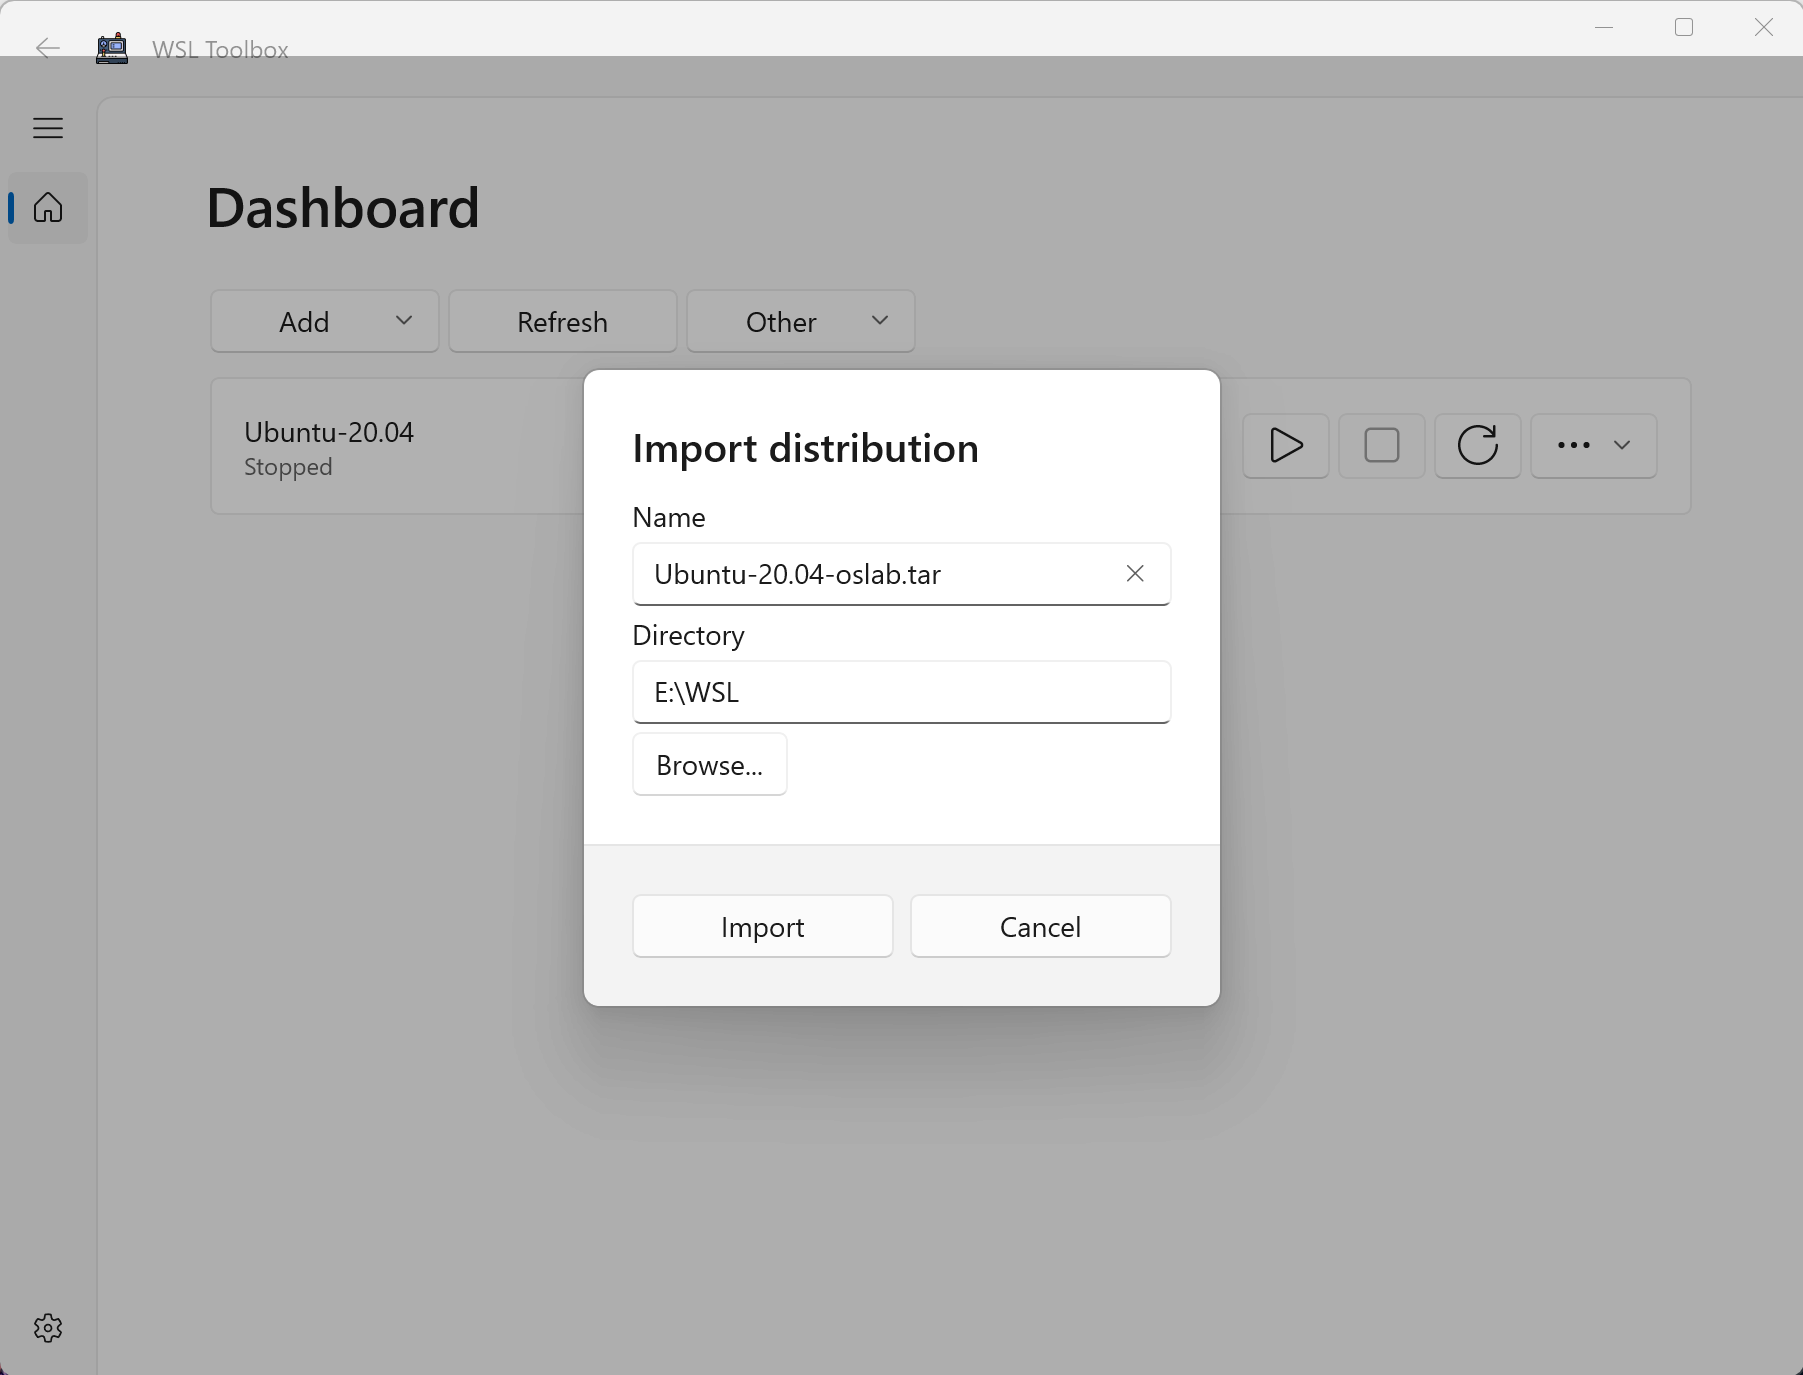 WSL Toolbox
Dashboard
Add
Refresh
Other
Ubuntu-20.04
Stopped
Import distribution
Name
Ubuntu-20.04-oslab.tar
Directory
E:\WSL
Browse...
Import
Cancel